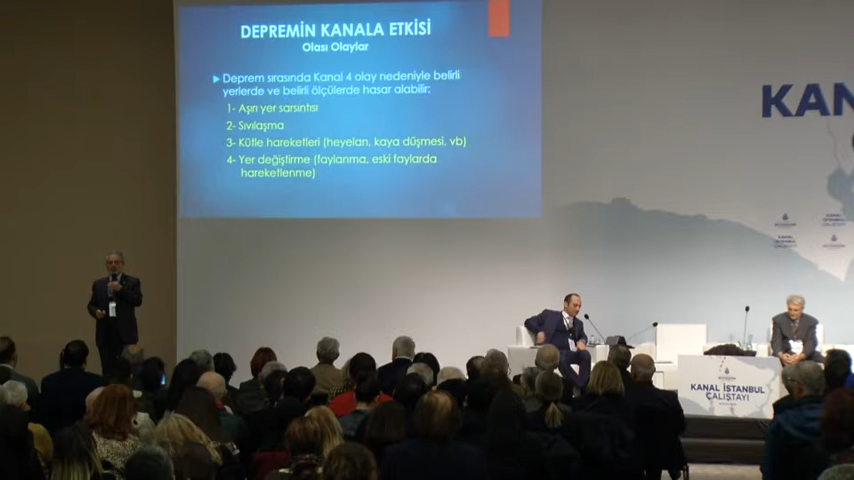 DEPREMİN KANALA ETKİSİ
Olası Olaylar
Deprem sırasında Kanal 4 olay nedeniyle belirli
yerlerde ve belirli ölçülerde hasar alabilir:
1- Aşırı yer sarsıntısı
2- Sıvılaşma
3- Kütle hareketleri (heyelan, kaya düşmesi, vb)
4- Yer değiştirme (faylanma, eski faylarda
hareketlenme)
KAN
KANAL İSTANBUL
ÇALIŞTAYI